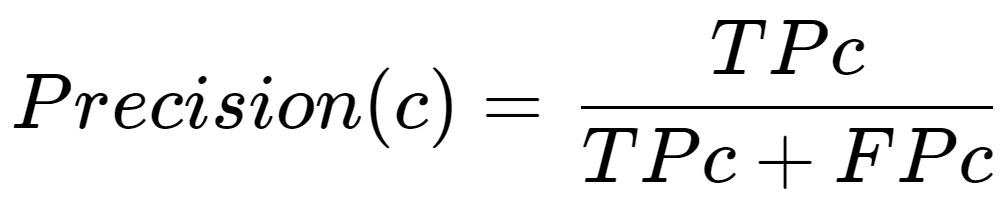 Precision(c) = TPc / TPc + FPc